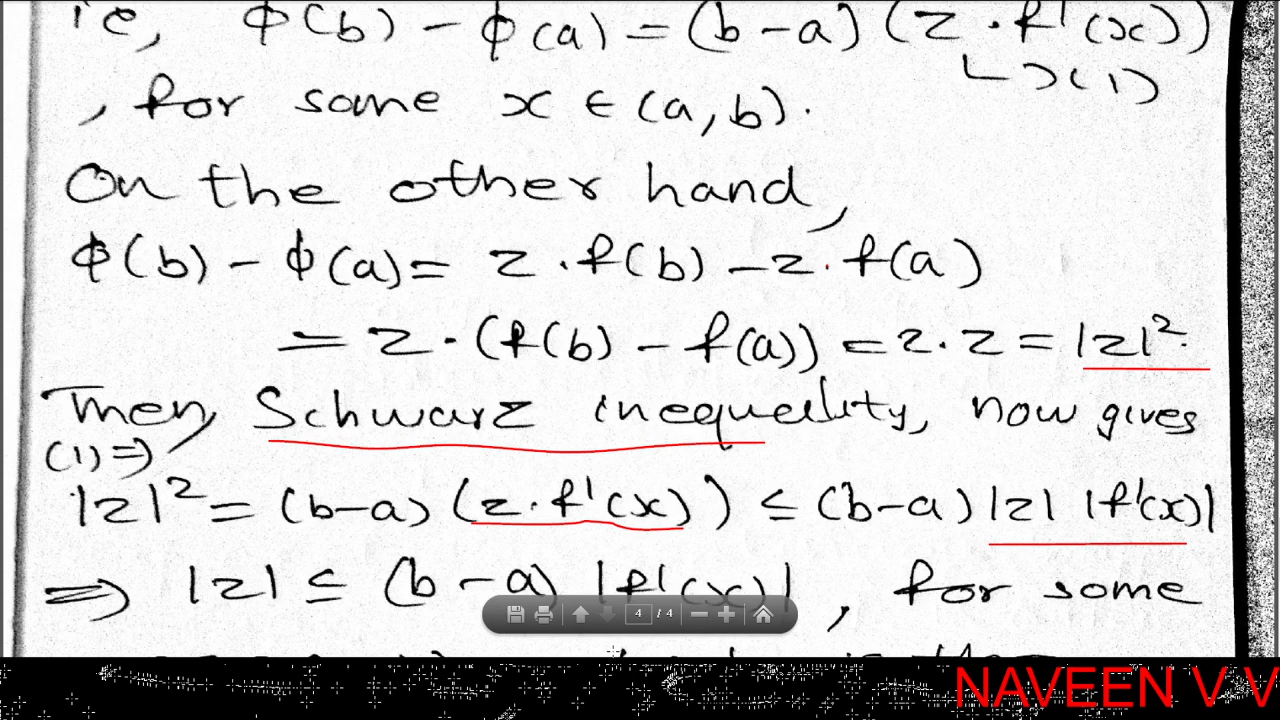 ie, ϕ(b) - ϕ(a) = (b-a) (z · f'(x))
↳(1)
, for some x ∈ (a, b).
On the other hand,
ϕ(b) - ϕ(a) = z · f(b) - z · f(a)
= z · (f(b) - f(a)) = z · z = |z|².
Then, Schwarz inequality, now gives
(1) ⇒
|z|² = (b-a) (z · f'(x)) ≤ (b-a) |z| |f'(x)|
⇒ |z| ≤ (b-a) |f'(x)|, for some
4 / 4
NAVEEN V V